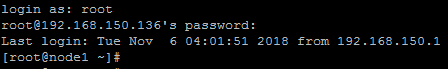 login as: root
root@192.168.150.136's password:
Last login: Tue Nov  6 04:01:51 2018 from 192.168.150.1
[root@node1 ~]#